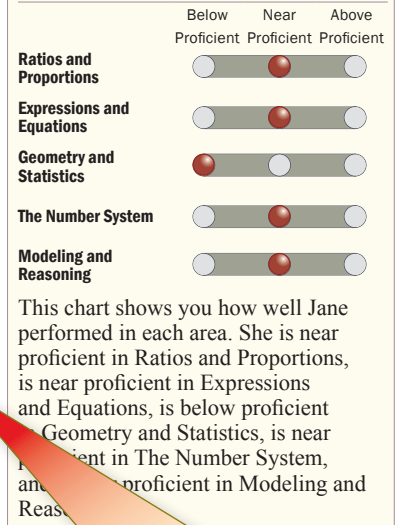 Below Near Above
Proficient Proficient Proficient
Ratios and
Proportions
Expressions and
Equations
Geometry and
Statistics
The Number System
Modeling and
Reasoning
This chart shows you how well Jane
performed in each area. She is near
proficient in Ratios and Proportions,
is near proficient in Expressions
and Equations, is below proficient
Geometry and Statistics, is near
in The Number System,
proficient in Modeling and